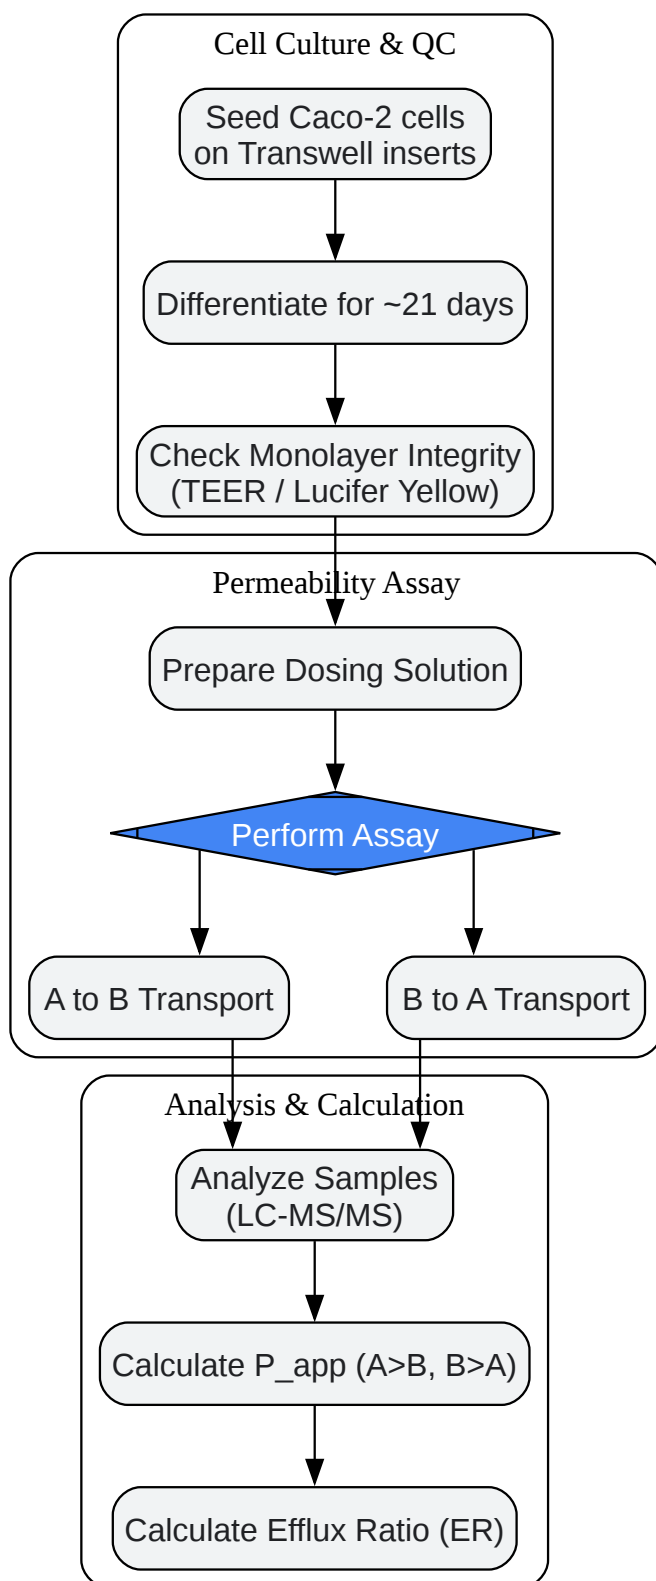 Cell Culture & QC
Seed Caco-2 cells
on Transwell inserts
Differentiate for ~21 days
Check Monolayer Integrity
(TEER / Lucifer Yellow)
Permeability Assay
Prepare Dosing Solution
Perform Assay
A to B Transport
B to A Transport
Analysis & Calculation
Analyze Samples
(LC-MS/MS)
Calculate P_app (A>B, B>A)
Calculate Efflux Ratio (ER)